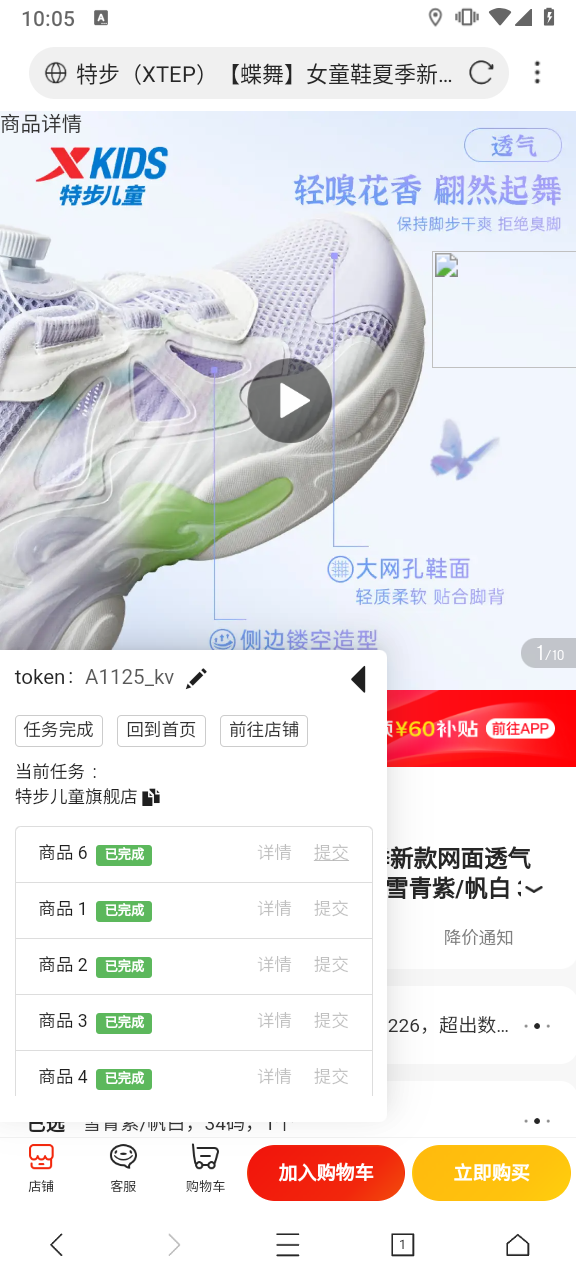 10:05
A
特步（XTEP）【蝶舞】女童鞋夏季新…
商品详情
透气
XKIDS
特步儿童
轻嗅花香 翩然起舞
保持脚步干爽 拒绝臭脚
大网孔鞋面
轻质柔软 贴合脚背
侧边镂空造型
1/10
token： A1125_kv
¥60补贴 前往APP
任务完成 回到首页 前往店铺
当前任务：
特步儿童旗舰店
商品 6 已完成 详情 提交
新款网面透气
雪青紫/帆白
商品 1 已完成 详情 提交
降价通知
商品 2 已完成 详情 提交
商品 3 已完成 详情 提交
226，超出数…
商品 4 已完成 详情 提交
已选 雪青紫/帆白，34码，1个
店铺 客服 购物车 加入购物车 立即购买
1